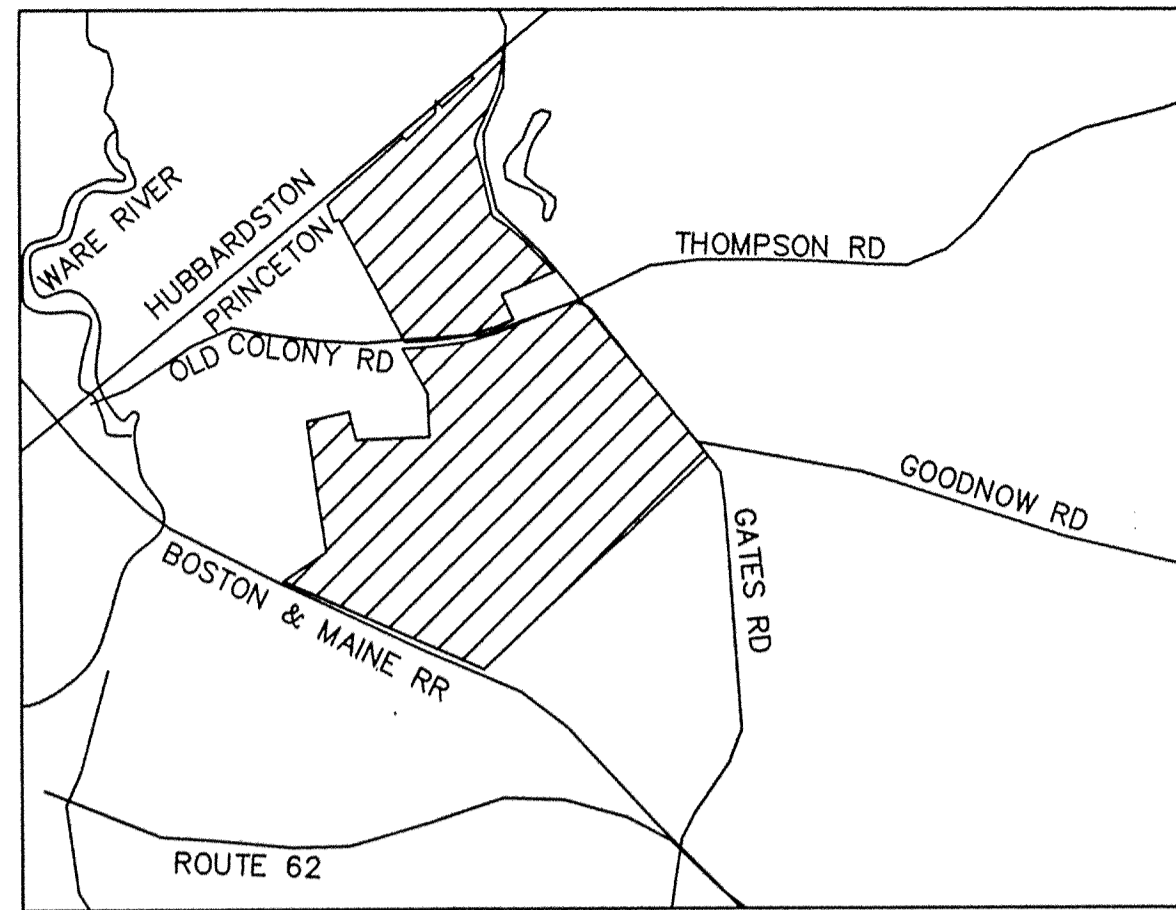 WARE RIVER
HUBBARDSTON
PRINCETON
THOMPSON RD
OLD COLONY RD
GOODNOW RD
GATES RD
BOSTON & MAINE RR
ROUTE 62